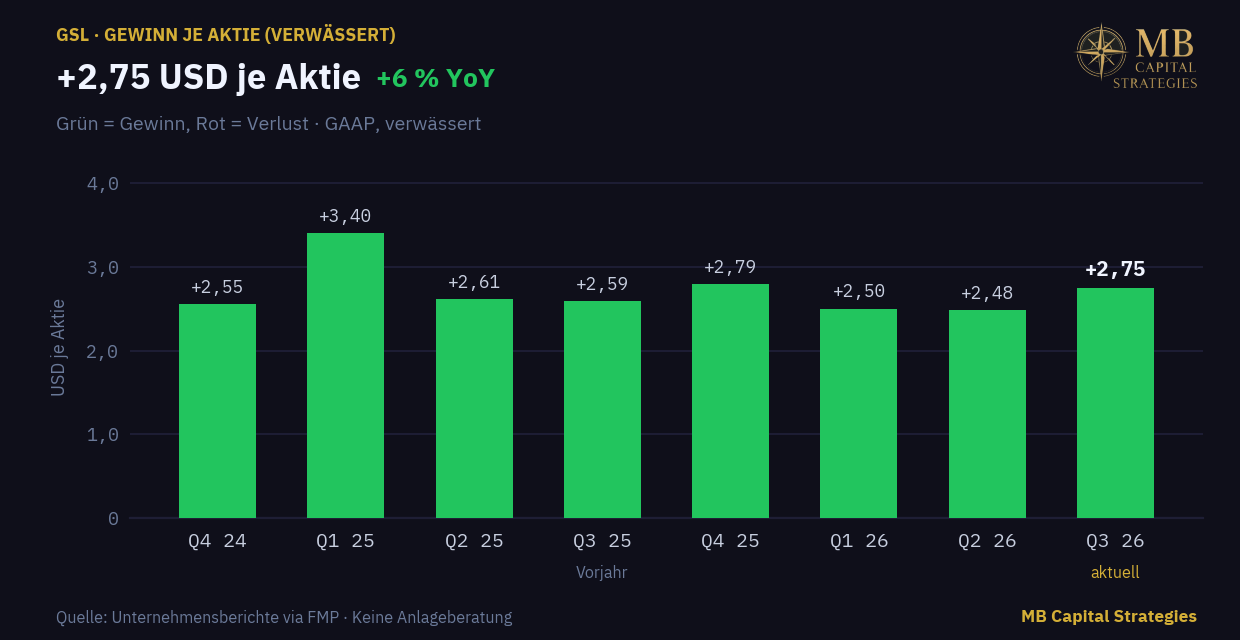 GSL · GEWINN JE AKTIE (VERWÄSSERT)
+2,75 USD je Aktie +6 % YoY
Grün = Gewinn, Rot = Verlust · GAAP, verwässert
MB
CAPITAL
STRATEGIES
USD je Aktie
4,0
3,0
2,0
1,0
0
+2,55
+3,40
+2,61
+2,59
+2,79
+2,50
+2,48
+2,75
Q4 24
Q1 25
Q2 25
Q3 25
Q4 25
Q1 26
Q2 26
Q3 26
Vorjahr
aktuell
Quelle: Unternehmensberichte via FMP · Keine Anlageberatung
MB Capital Strategies